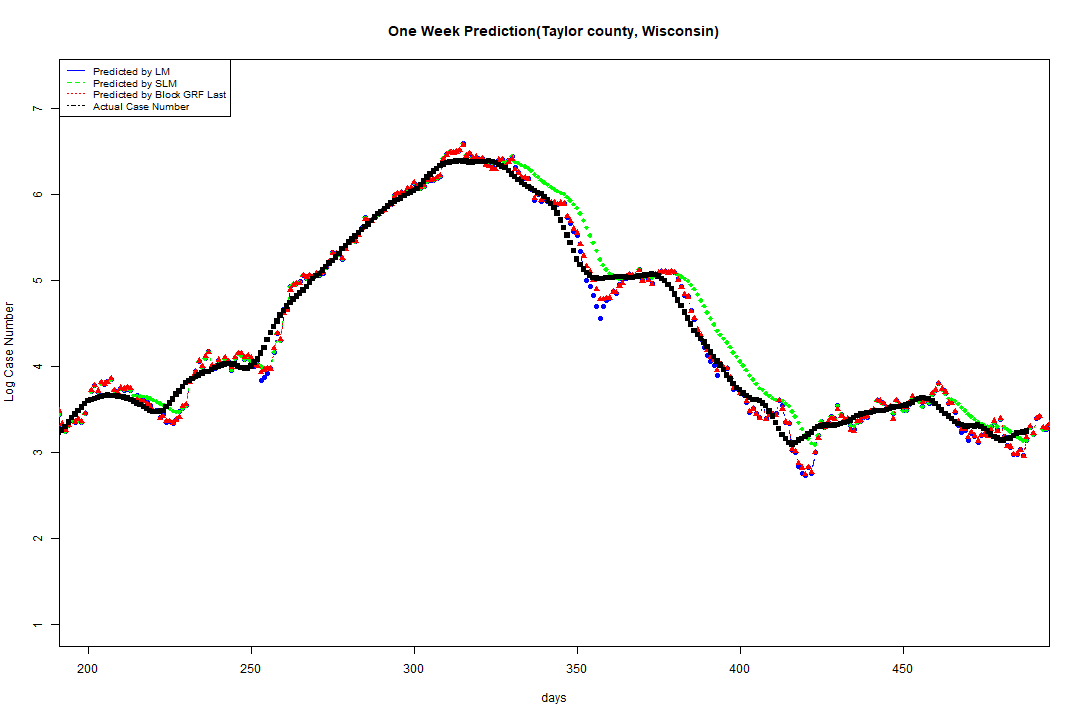 One Week Prediction(Taylor county, Wisconsin)
Predicted by LM
Predicted by SLM
Predicted by Block GRF Last
Actual Case Number
7
6
5
4
3
2
1
Log Case Number
200 250 300 350 400 450
days